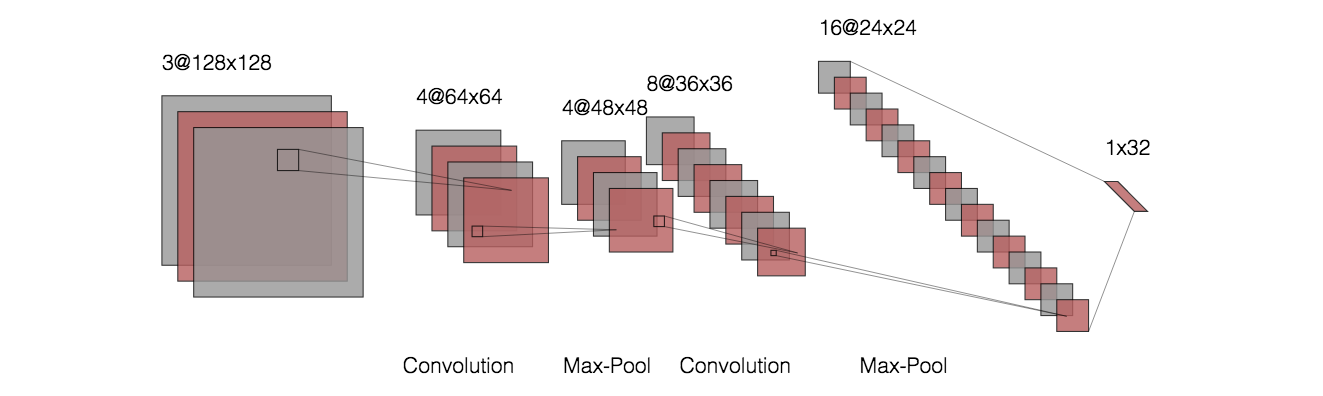 3@128x128
4@64x64
4@48x48
8@36x36
16@24x24
1x32
Convolution
Max-Pool
Convolution
Max-Pool